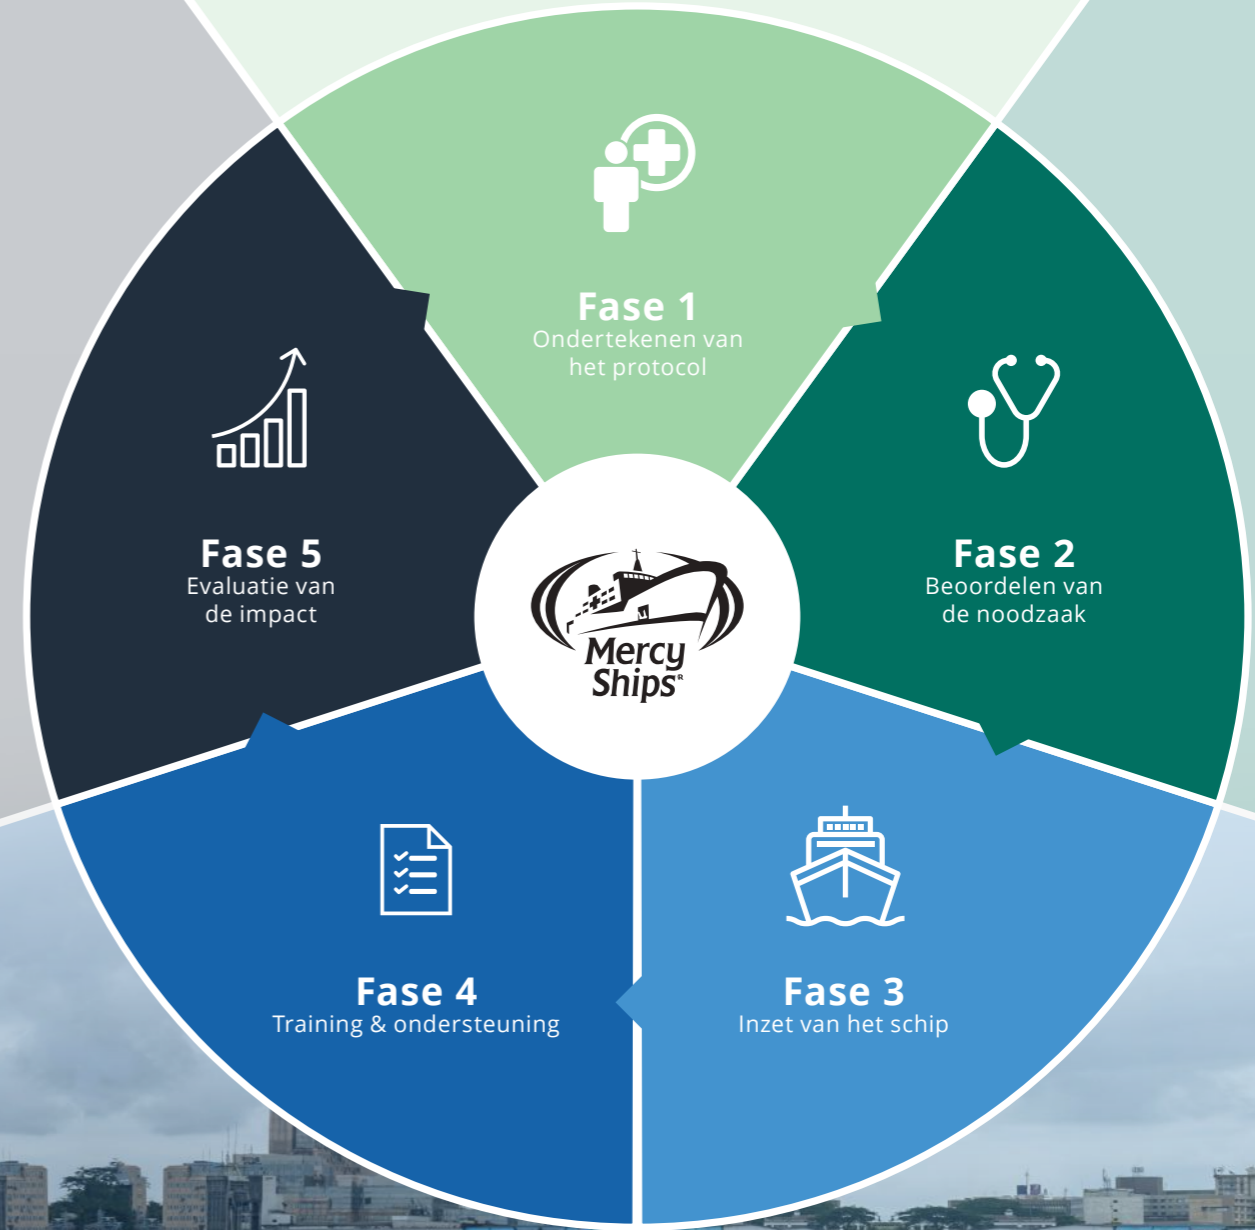 Fase 1
Ondertekenen van
het protocol
Fase 2
Beoordelen van
de noodzaak
Fase 3
Inzet van het schip
Fase 4
Training & ondersteuning
Fase 5
Evaluatie van
de impact
Mercy
Ships®